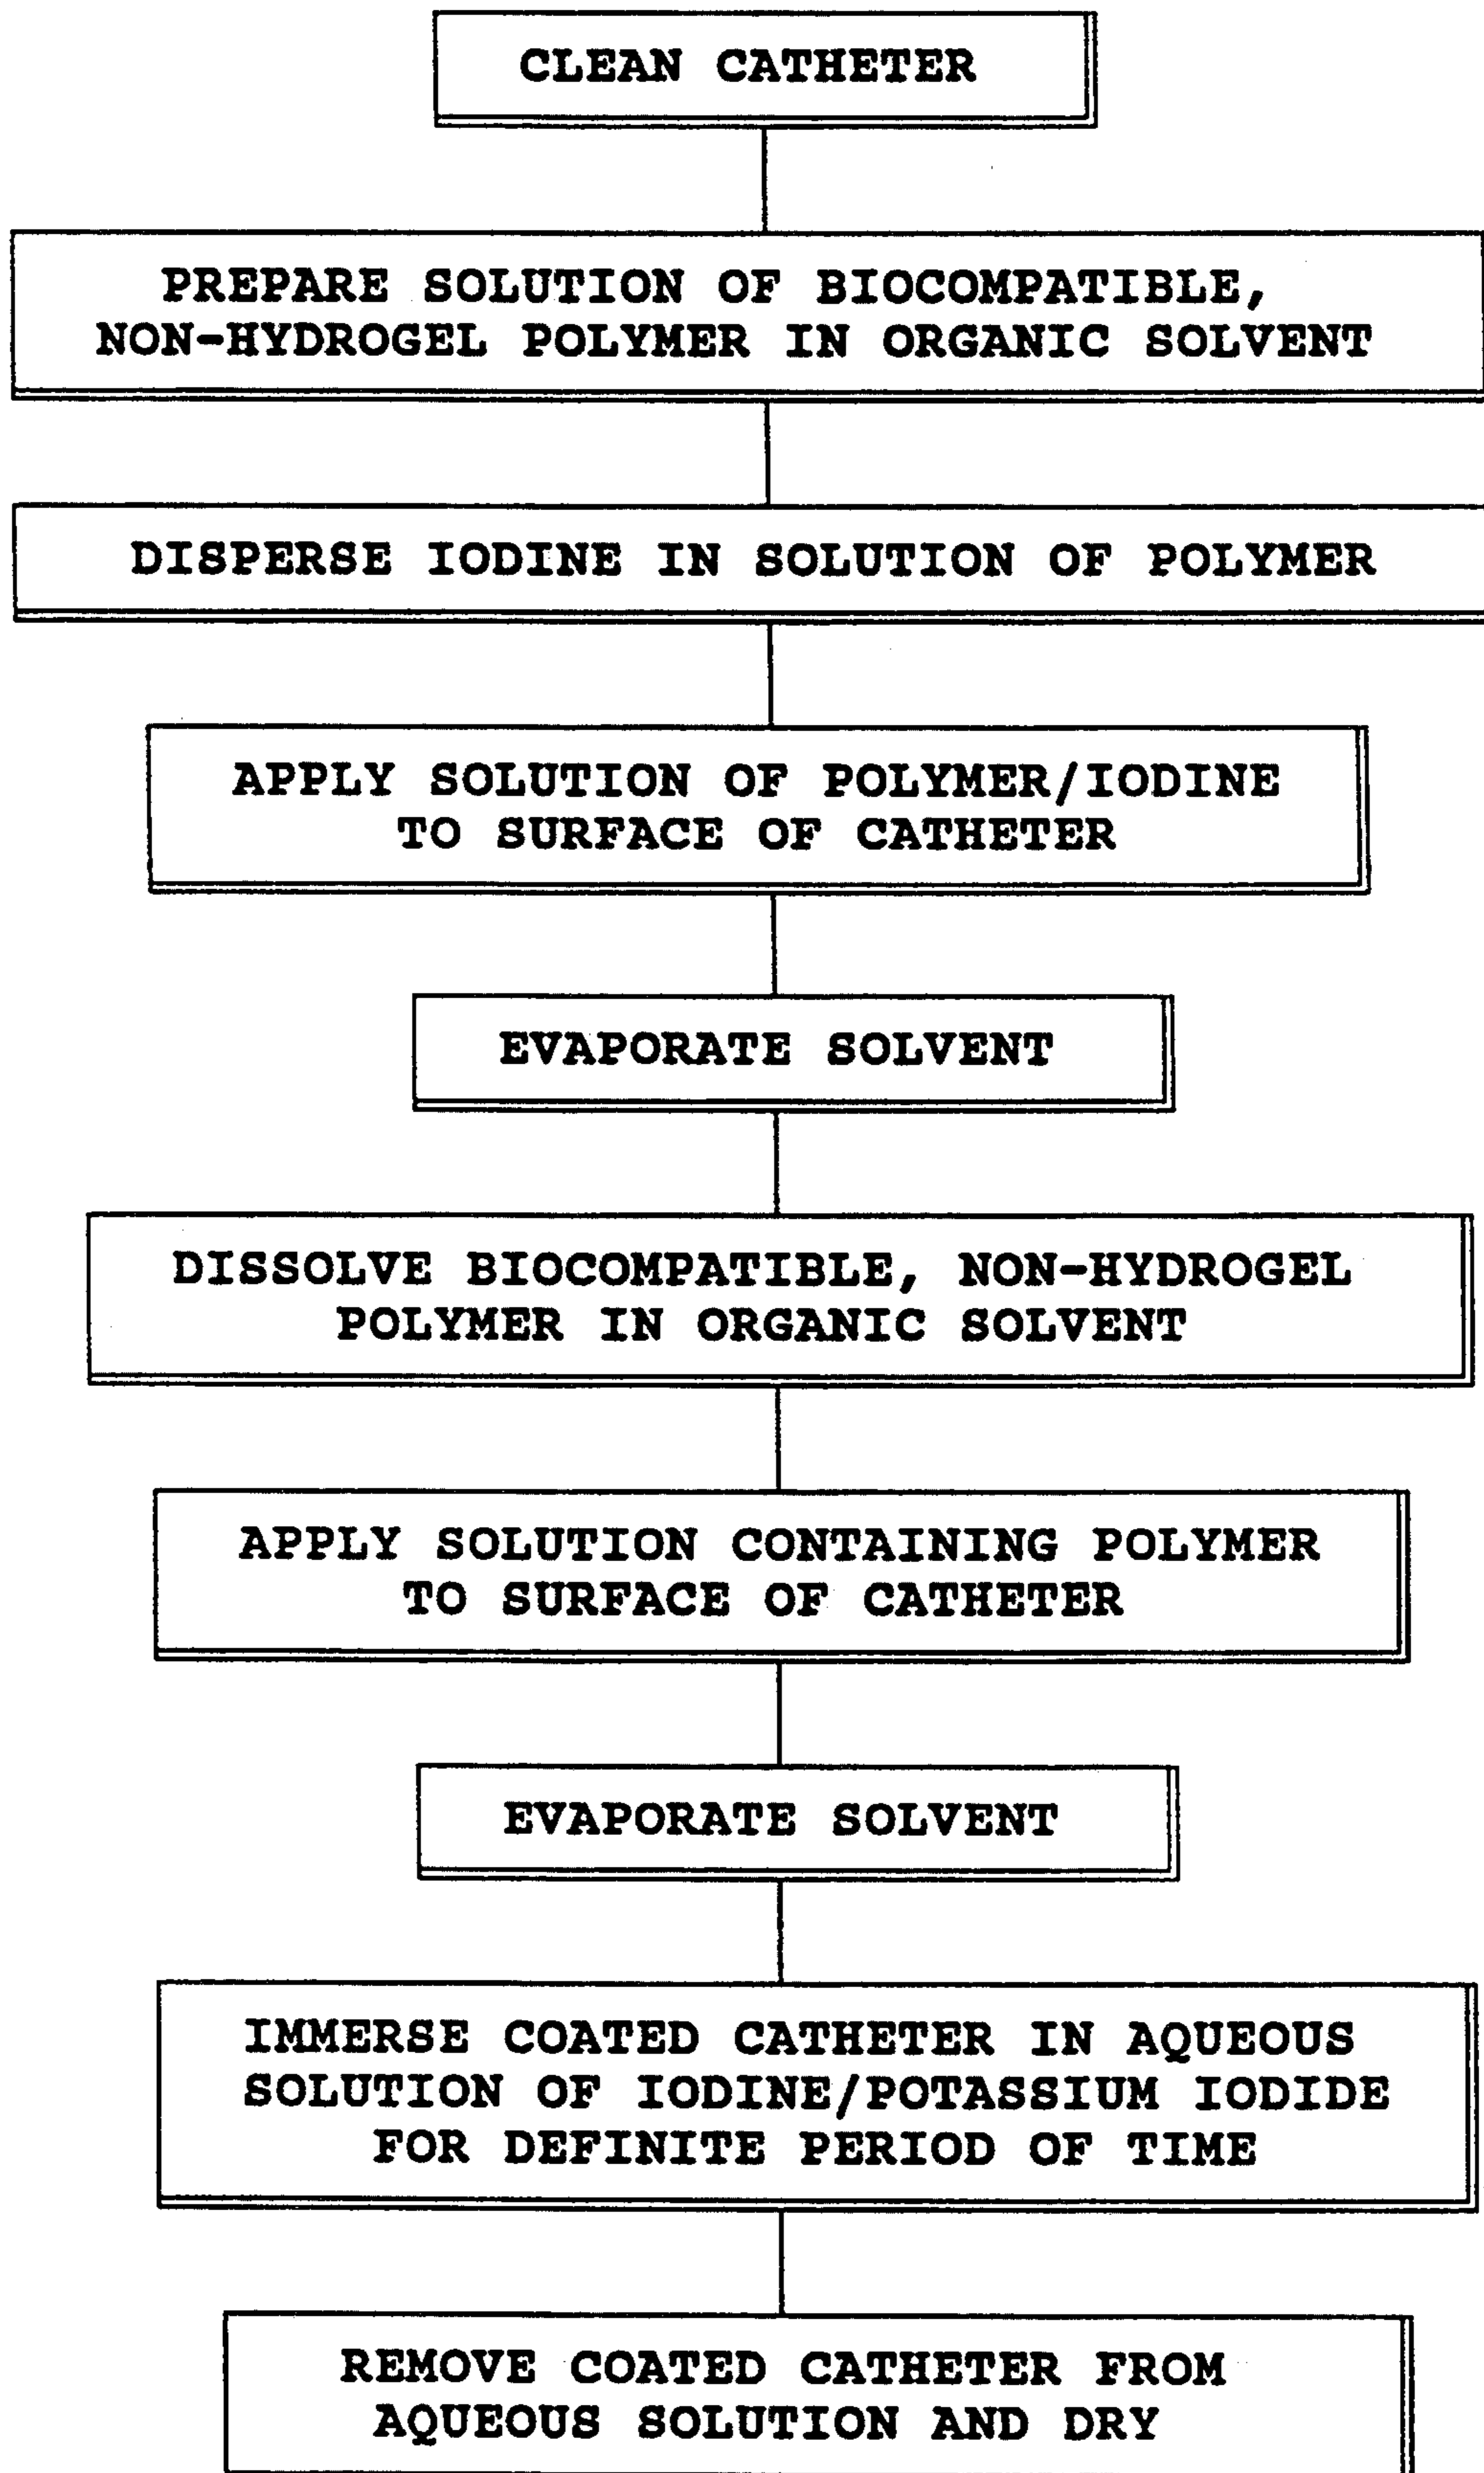 CLEAN CATHETER
PREPARE SOLUTION OF BIOCOMPATIBLE,
NON-HYDROGEL POLYMER IN ORGANIC SOLVENT
DISPERSE IODINE IN SOLUTION OF POLYMER
APPLY SOLUTION OF POLYMER/IODINE
TO SURFACE OF CATHETER
EVAPORATE SOLVENT
DISSOLVE BIOCOMPATIBLE, NON-HYDROGEL
POLYMER IN ORGANIC SOLVENT
APPLY SOLUTION CONTAINING POLYMER
TO SURFACE OF CATHETER
EVAPORATE SOLVENT
IMMERSE COATED CATHETER IN AQUEOUS
SOLUTION OF IODINE/POTASSIUM IODIDE
FOR DEFINITE PERIOD OF TIME
REMOVE COATED CATHETER FROM
AQUEOUS SOLUTION AND DRY